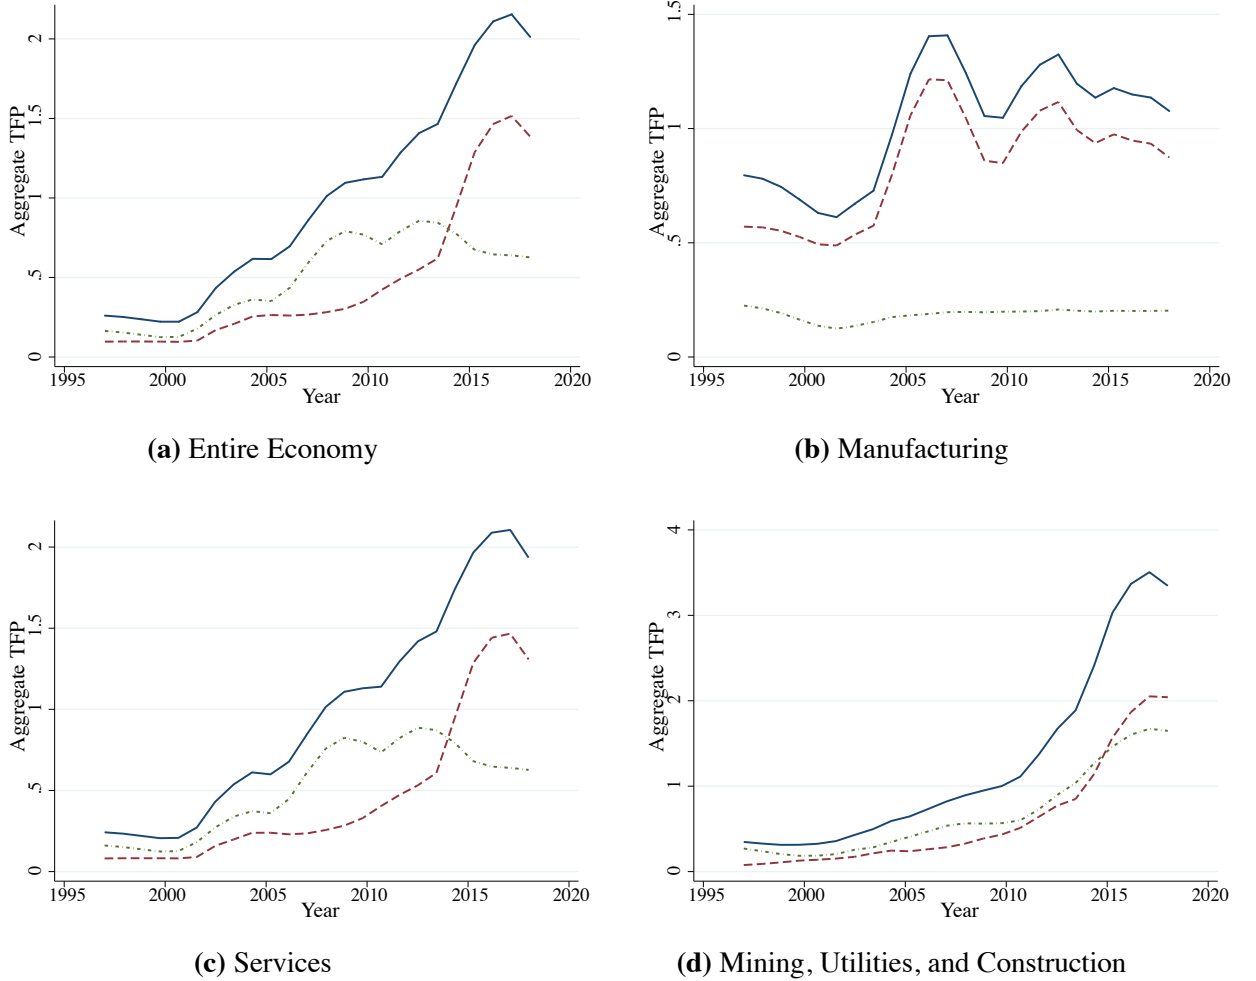 Aggregate TFP
2
1.5
1
.5
0
1995 2000 2005 2010 2015 2020
Year
(a) Entire Economy
Aggregate TFP
1.5
1
.5
0
1995 2000 2005 2010 2015 2020
Year
(b) Manufacturing
Aggregate TFP
2
1.5
1
.5
0
1995 2000 2005 2010 2015 2020
Year
(c) Services
Aggregate TFP
4
3
2
1
0
1995 2000 2005 2010 2015 2020
Year
(d) Mining, Utilities, and Construction